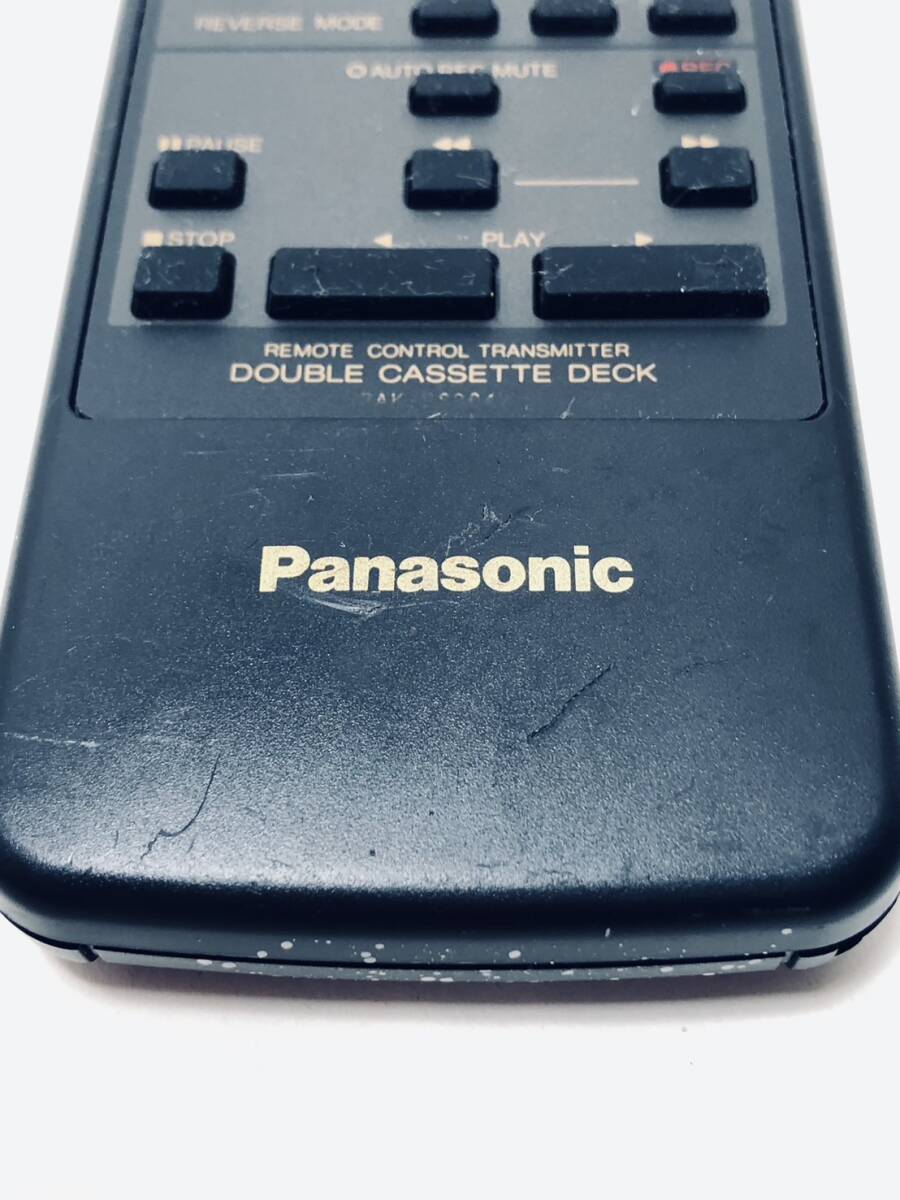 REVERSE MODE
AUTO REC MUTE
REC
PAUSE
STOP
PLAY
REMOTE CONTROL TRANSMITTER
DOUBLE CASSETTE DECK
Panasonic